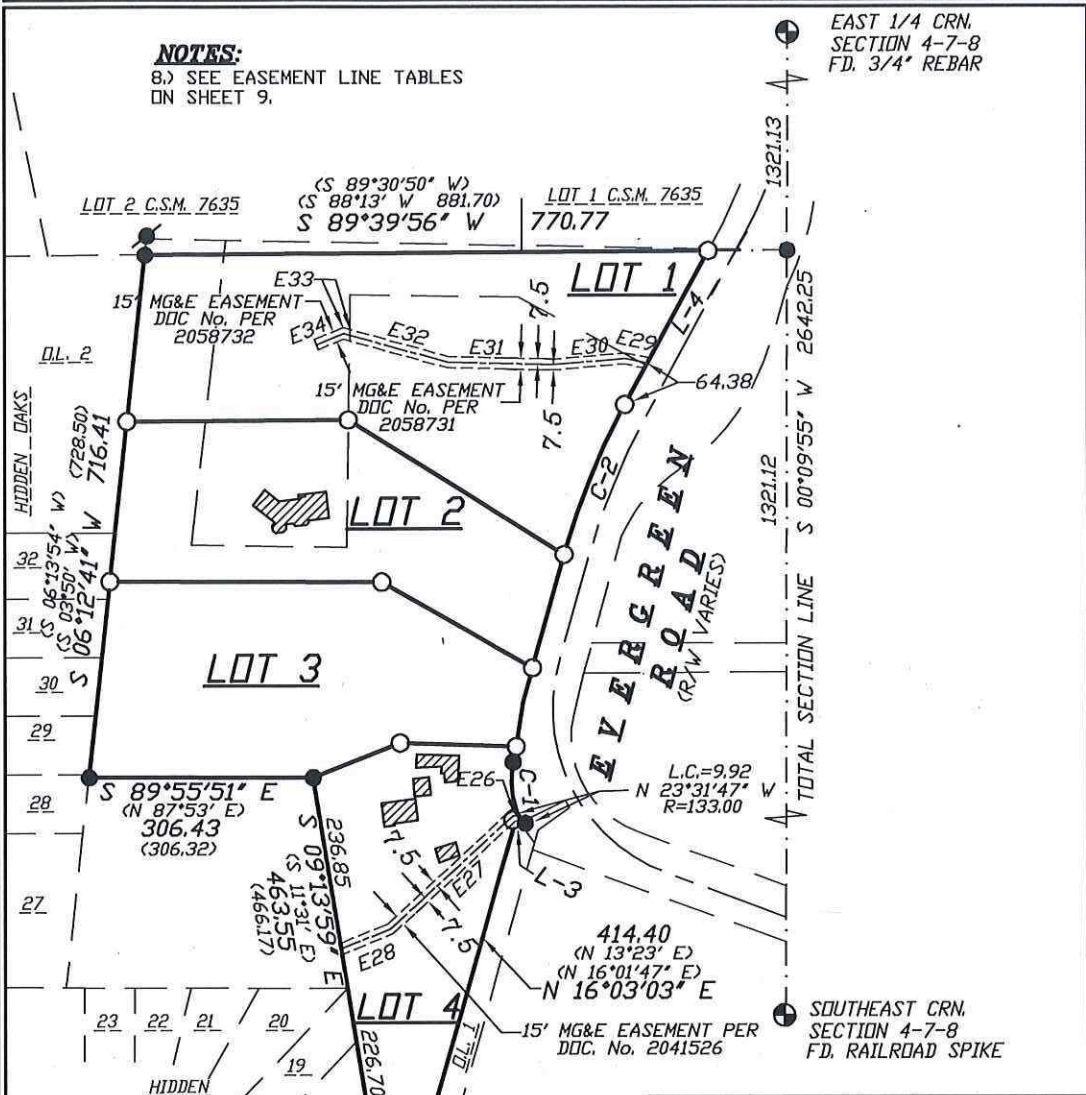 EAST 1/4 CRN.
SECTION 4-7-8
FD. 3/4" REBAR
NOTES:
8.) SEE EASEMENT LINE TABLES
ON SHEET 9.
1321.13
(S 89°30'50" W)
(S 88°13' W 881.70)
S 89°39'56" W 770.77
LOT 2 C.S.M. 7635
LOT 1 C.S.M. 7635
LOT 1
E33
15' MG&E EASEMENT
DOC No. PER
2058732
E34
E32
E31
E30
E29
7.5
7.5
L-4
64.38
15' MG&E EASEMENT
DOC No. PER
2058731
O.L. 2
HIDDEN OAKS
(728.50)
716.41
(S 06°13'54" W)
(S 03°50' W)
S 06°12'41" W
C-2
LOT 2
EVERGREEN
ROAD
(R/W VARIES)
1321.12
TOTAL SECTION LINE S 00°09'55" W 2642.25
32
31
30
29
28
27
LOT 3
E26
C-1
L.C.=9.92
N 23°31'47" W
R=133.00
S 89°55'51" E
(N 87°53' E)
306.43
(306.32)
236.85
S 09°13'59" E
(S 11°31' E)
463.55
(466.17)
7.5
E27
7.5
E28
L-3
414.40
(N 13°23' E)
(N 16°01'47" E)
N 16°03'03" E
LOT 4
O.L. 1
15' MG&E EASEMENT PER
DOC. No. 2041526
SOUTHEAST CRN.
SECTION 4-7-8
FD. RAILROAD SPIKE
23
22
21
20
19
226.70
HIDDEN